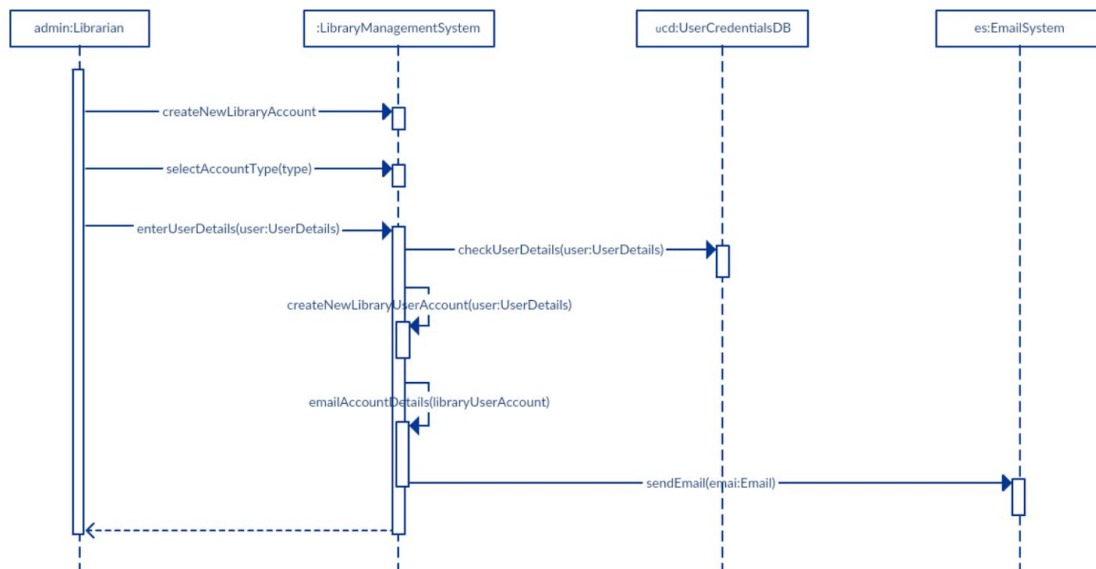 admin:Librarian
:LibraryManagementSystem
ucd:UserCredentialsDB
es:EmailSystem
createNewLibraryAccount
selectAccountType(type)
enterUserDetails(user:UserDetails)
checkUserDetails(user:UserDetails)
createNewLibraryUserAccount(user:UserDetails)
emailAccountDetails(libraryUserAccount)
sendEmail(emai:Email)